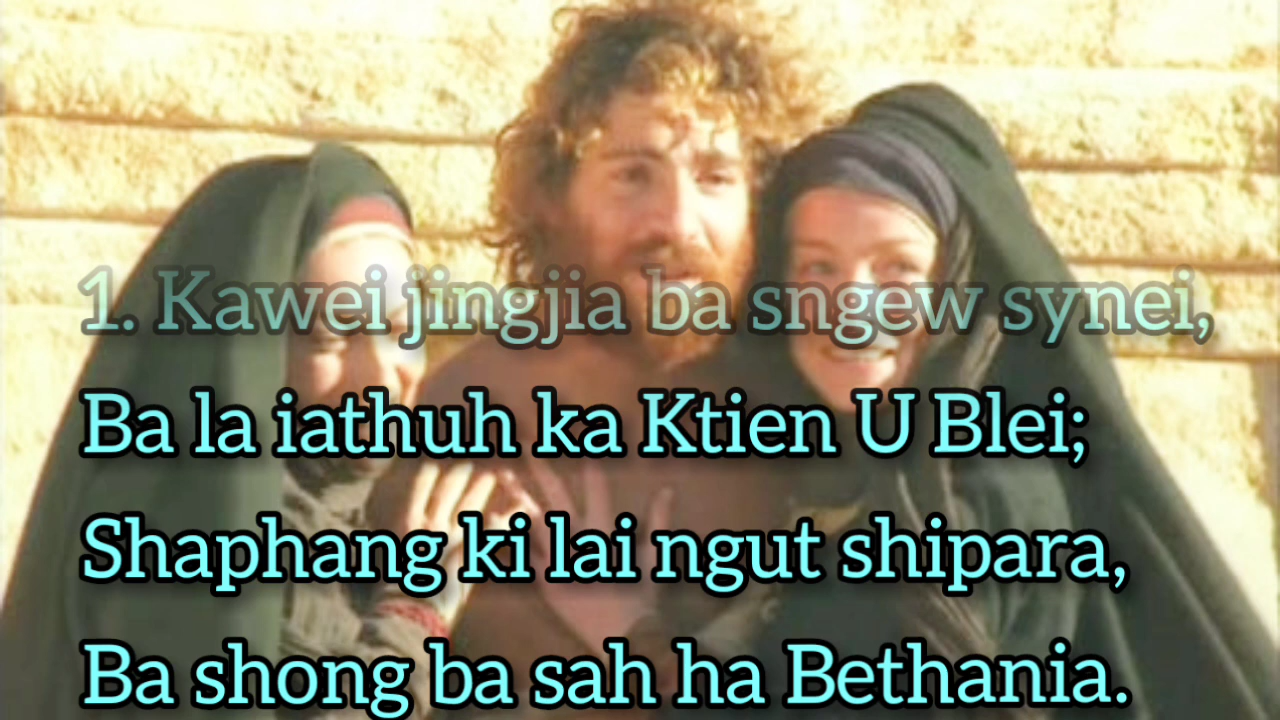 1. Kawei jingjia ba sngew synei,
Ba la iathuh ka Ktien U Blei;
Shaphang ki lai ngut shipara,
Ba shong ba sah ha Bethania.